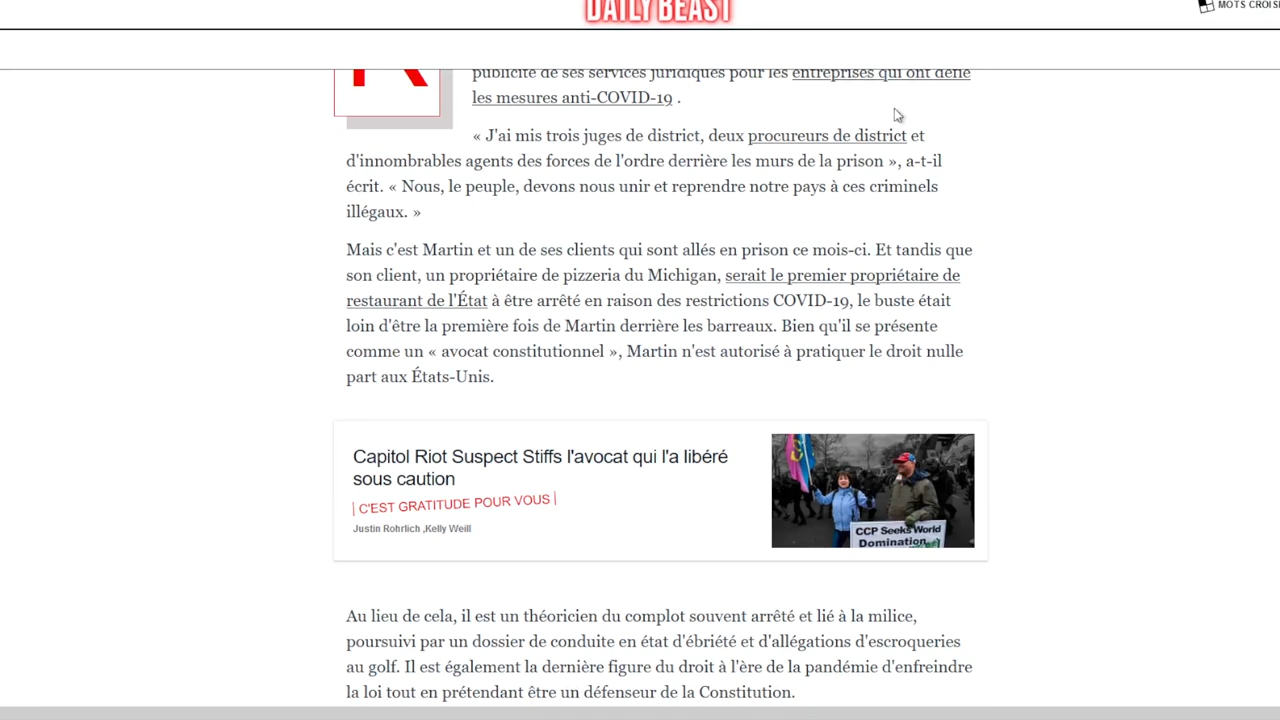 DAILY BEAST
MOTS CROISÉ
R
publicité de ses services juridiques pour les entreprises qui ont défié
les mesures anti-COVID-19 .
« J'ai mis trois juges de district, deux procureurs de district et
d'innombrables agents des forces de l'ordre derrière les murs de la prison », a-t-il
écrit. « Nous, le peuple, devons nous unir et reprendre notre pays à ces criminels
illégaux. »
Mais c'est Martin et un de ses clients qui sont allés en prison ce mois-ci. Et tandis que
son client, un propriétaire de pizzeria du Michigan, serait le premier propriétaire de
restaurant de l'État à être arrêté en raison des restrictions COVID-19, le buste était
loin d'être la première fois de Martin derrière les barreaux. Bien qu'il se présente
comme un « avocat constitutionnel », Martin n'est autorisé à pratiquer le droit nulle
part aux États-Unis.
Capitol Riot Suspect Stiffs l'avocat qui l'a libéré
sous caution
C'EST GRATITUDE POUR VOUS
Justin Rohrlich ,Kelly Weill
CCP Seeks World
Domination
Au lieu de cela, il est un théoricien du complot souvent arrêté et lié à la milice,
poursuivi par un dossier de conduite en état d'ébriété et d'allégations d'escroqueries
au golf. Il est également la dernière figure du droit à l'ère de la pandémie d'enfreindre
la loi tout en prétendant être un défenseur de la Constitution.